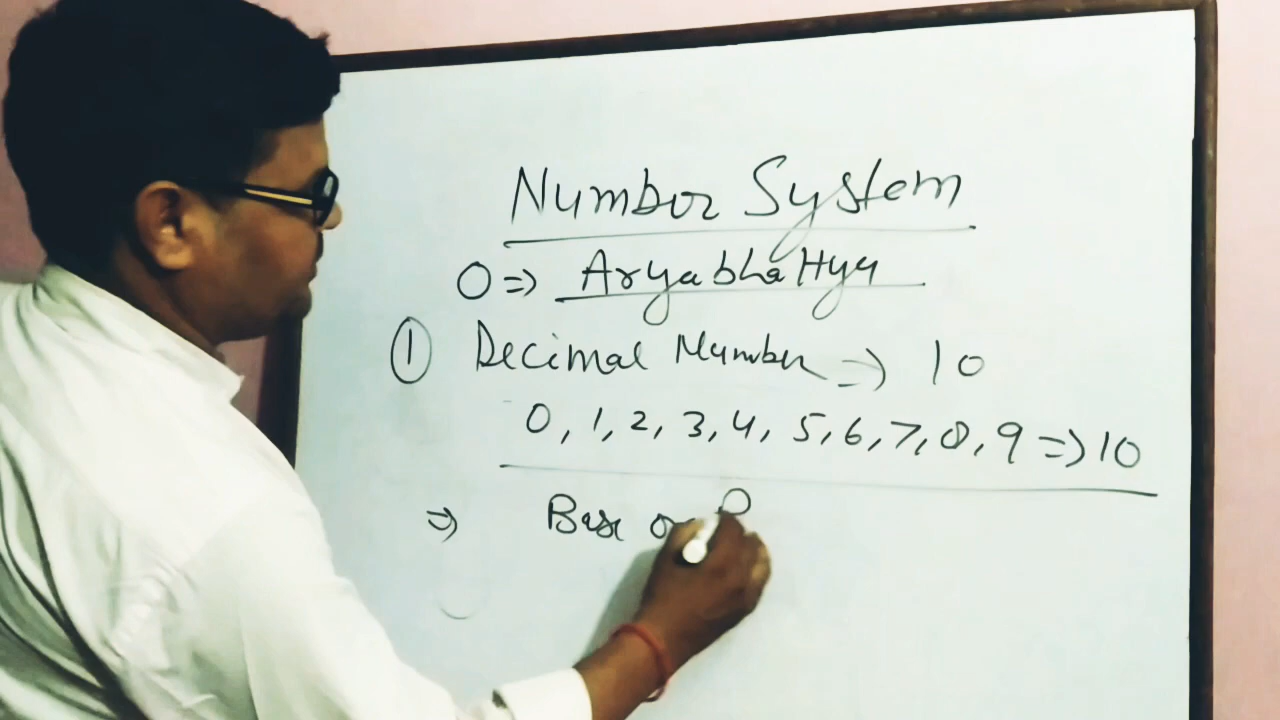 Number System
0 => Aryabhattya
① Decimal Number => 10
0, 1, 2, 3, 4, 5, 6, 7, 8, 9 => 10
=> Base or